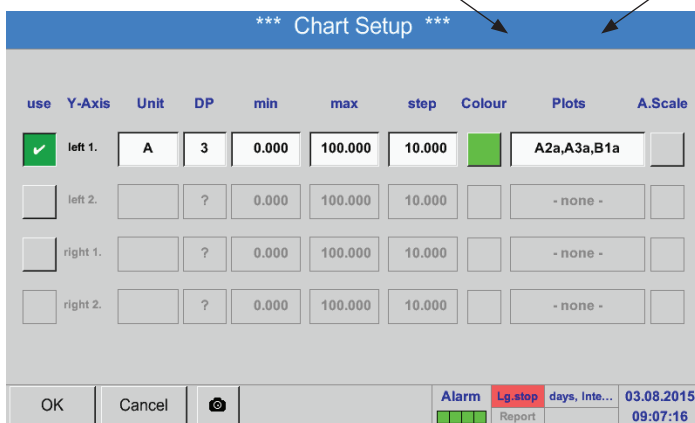 *** Chart Setup ***
use Y-Axis Unit DP min max step Colour Plots A.Scale
✔ left 1. A 3 0.000 100.000 10.000 A2a,A3a,B1a
left 2. ? 0.000 100.000 10.000 - none -
right 1. ? 0.000 100.000 10.000 - none -
right 2. ? 0.000 100.000 10.000 - none -
OK Cancel Alarm Lg.stop days, Inte... 03.08.2015
Report 09:07:16